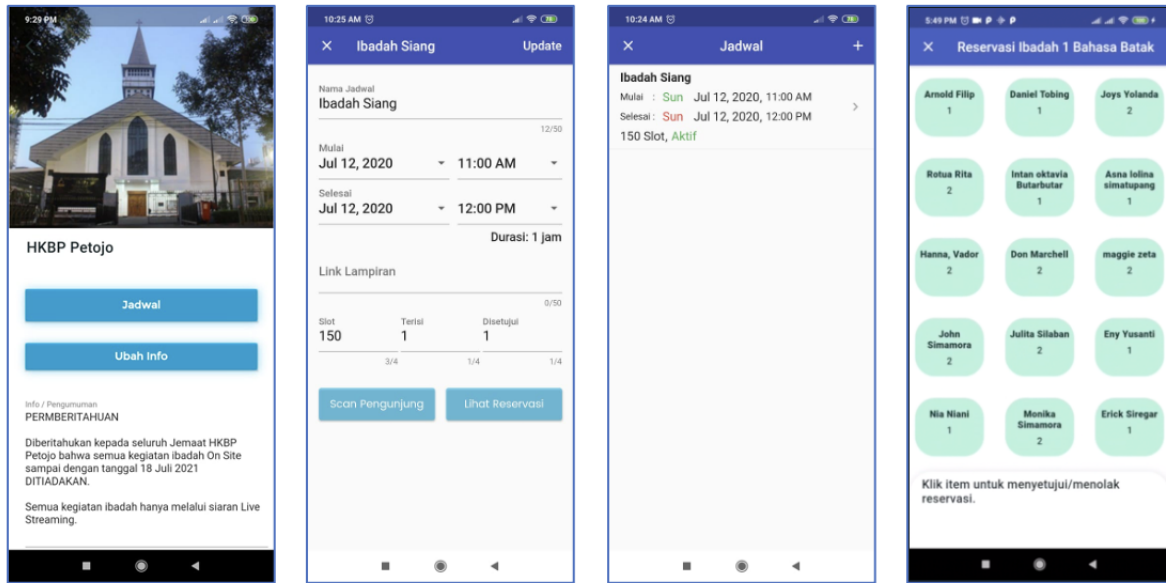 9:29 PM
HKBP Petojo
Jadwal
Ubah Info
Info / Pengumuman
PERMBERITAHUAN
Diberitahukan kepada seluruh Jemaat HKBP
Petojo bahwa semua kegiatan ibadah On Site
sampai dengan tanggal 18 Juli 2021
DITIADAKAN.
Semua kegiatan ibadah hanya melalui siaran Live
Streaming.
10:25 AM
× Ibadah Siang Update
Nama Jadwal
Ibadah Siang
12/50
Mulai
Jul 12, 2020 11:00 AM
Selesai
Jul 12, 2020 12:00 PM
Durasi: 1 jam
Link Lampiran
0/50
Slot Terisi Disetujui
150 1 1
3/4 1/4 1/4
Scan Pengunjung Lihat Reservasi
10:24 AM
× Jadwal +
Ibadah Siang
Mulai : Sun Jul 12, 2020, 11:00 AM
Selesai : Sun Jul 12, 2020, 12:00 PM
150 Slot, Aktif
5:49 PM
× Reservasi Ibadah 1 Bahasa Batak
Arnold Filip Daniel Tobing Joys Yolanda
1 1 2
Rotua Rita Intan oktavia Asna lolina
2 Butarbutar simatupang
1 1
Hanna, Vador Don Marchell maggie zeta
2 2 2
John Julita Silaban Eny Yusanti
Simamora 2 1
2
Nia Niani Monika Erick Siregar
1 Simamora 1
2
Klik item untuk menyetujui/menolak
reservasi.